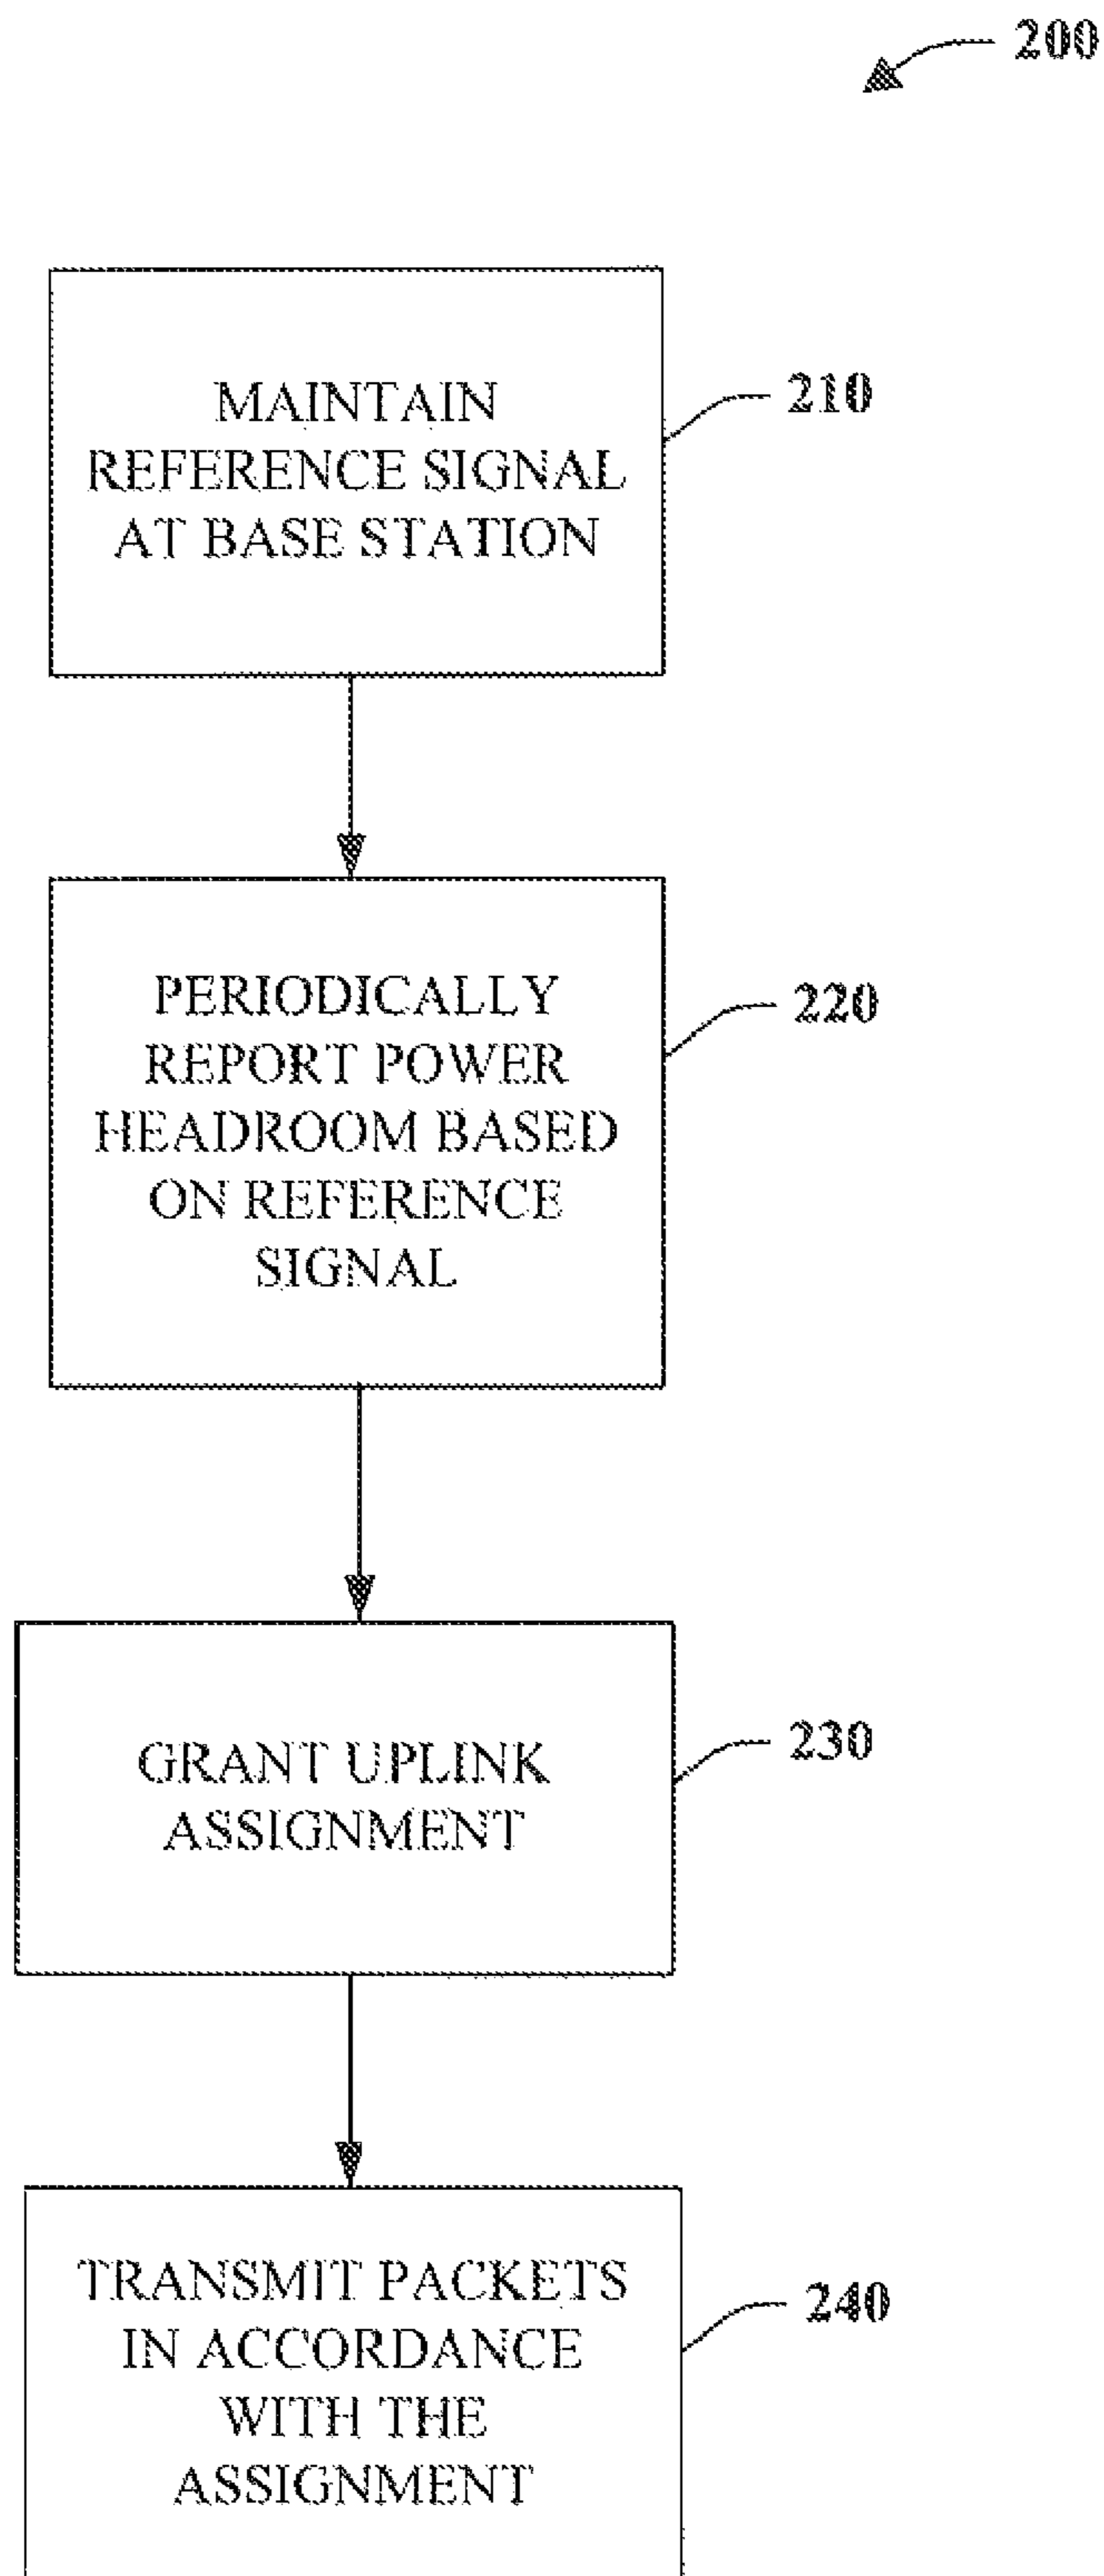 200
MAINTAIN
REFERENCE SIGNAL
AT BASE STATION
210
PERIODICALLY
REPORT POWER
HEADROOM BASED
ON REFERENCE
SIGNAL
220
GRANT UPLINK
ASSIGNMENT
230
TRANSMIT PACKETS
IN ACCORDANCE
WITH THE
ASSIGNMENT
240